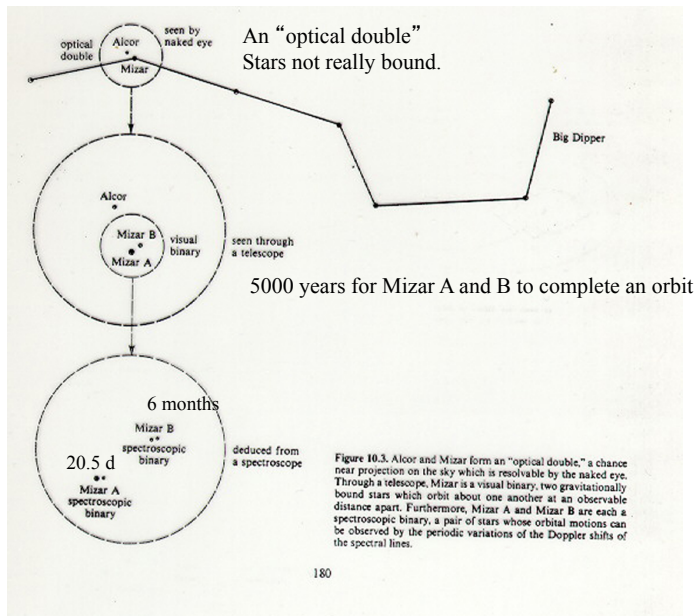 An “optical double”
Stars not really bound.
seen by
naked eye
optical
double
Alcor
Mizar
Big Dipper
Alcor
Mizar B
Mizar A
visual
binary
seen through
a telescope
5000 years for Mizar A and B to complete an orbit
6 months
Mizar B
spectroscopic
binary
20.5 d
Mizar A
spectroscopic
binary
deduced from
a spectroscope
Figure 10.3. Alcor and Mizar form an "optical double," a chance
near projection on the sky which is resolvable by the naked eye.
Through a telescope, Mizar is a visual binary, two gravitationally
bound stars which orbit about one another at an observable
distance apart. Furthermore, Mizar A and Mizar B are each a
spectroscopic binary, a pair of stars whose orbital motions can
be observed by the periodic variations of the Doppler shifts of
the spectral lines.
180